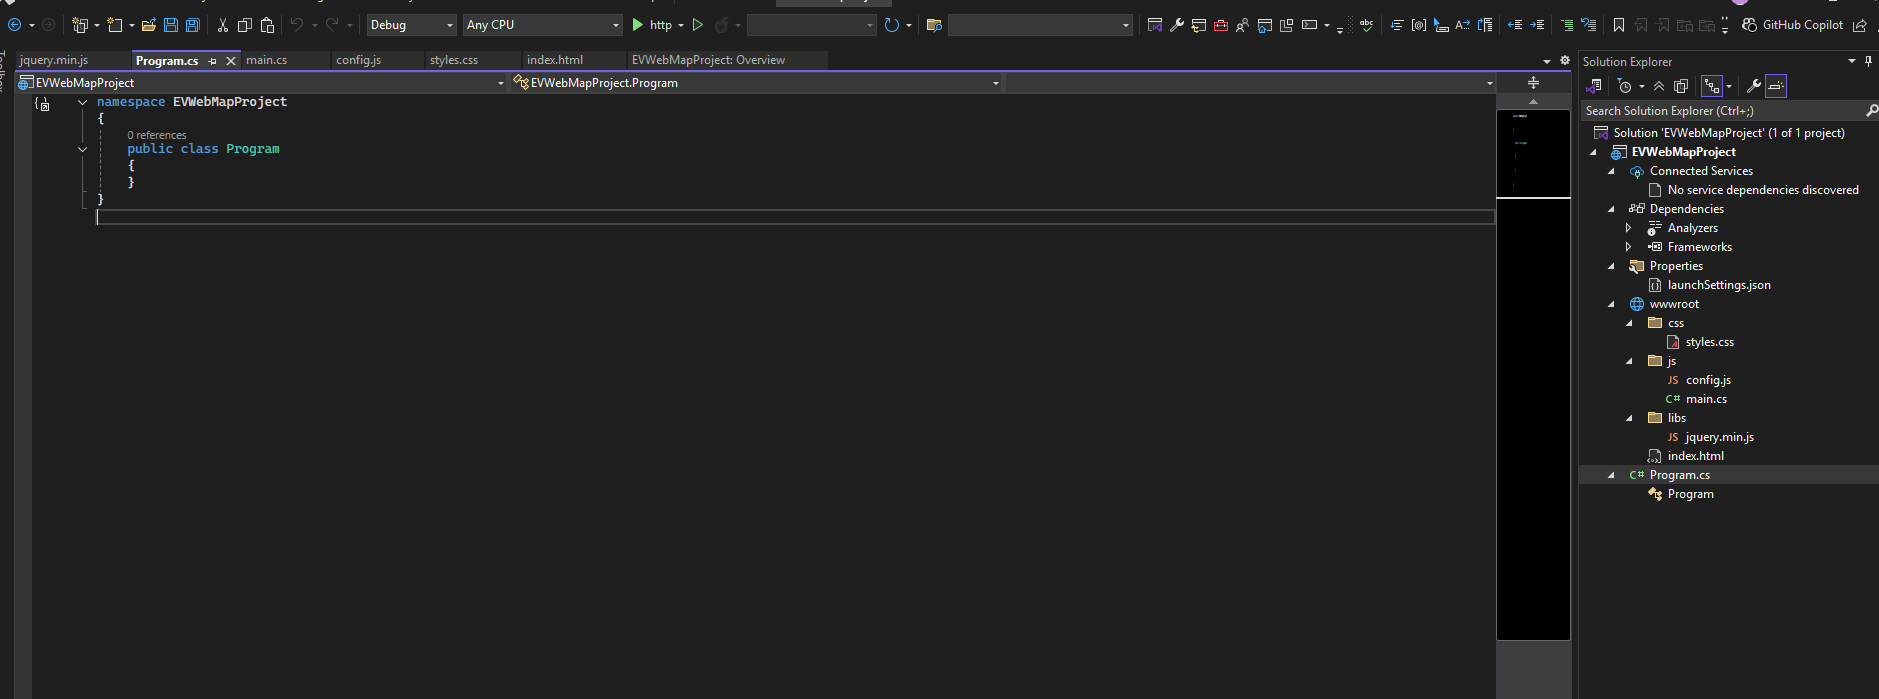 Debug
Any CPU
http
GitHub Copilot
Toolbox
jquery.min.js
Program.cs
main.cs
config.js
styles.css
index.html
EVWebMapProject: Overview
EVWebMapProject
EVWebMapProject.Program
namespace EVWebMapProject
{
0 references
public class Program
{
}
}
Solution Explorer
Search Solution Explorer (Ctrl+;)
Solution 'EVWebMapProject' (1 of 1 project)
EVWebMapProject
Connected Services
No service dependencies discovered
Dependencies
Analyzers
Frameworks
Properties
launchSettings.json
wwwroot
css
styles.css
js
JS config.js
C# main.cs
libs
JS jquery.min.js
index.html
C# Program.cs
Program